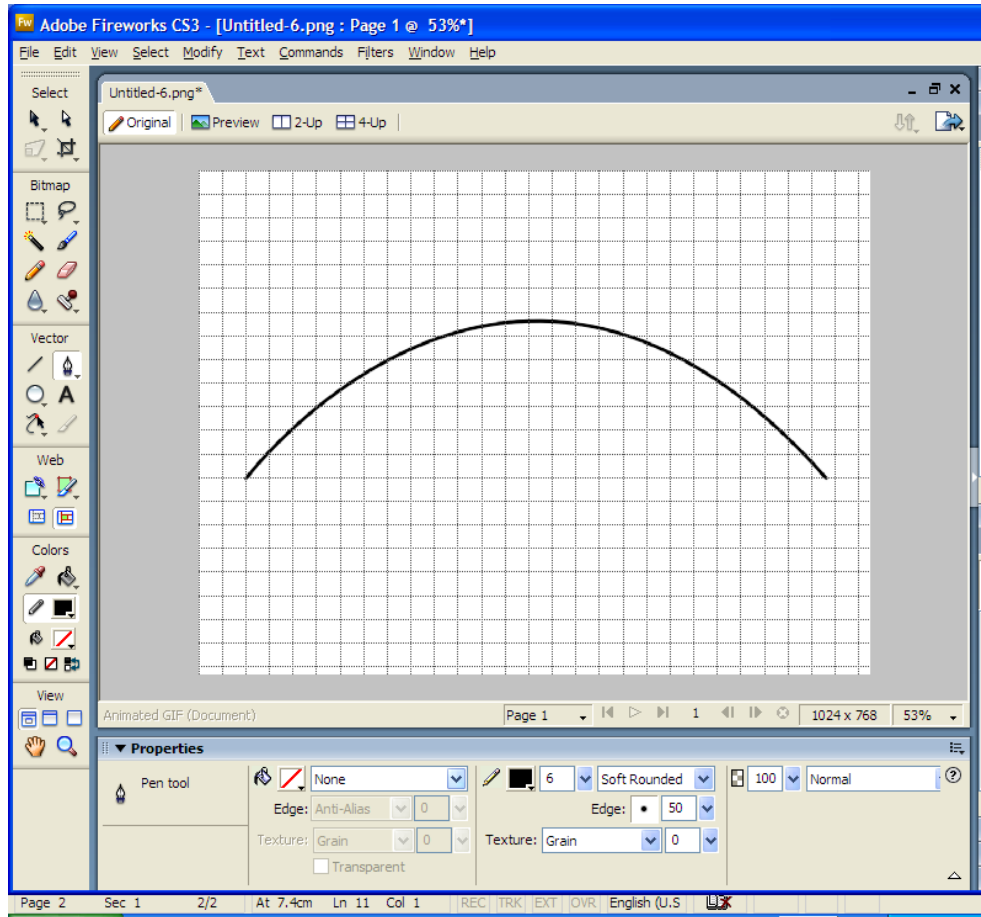 Fw Adobe Fireworks CS3 - [Untitled-6.png : Page 1 @ 53%*]
File Edit View Select Modify Text Commands Filters Window Help
Select
Untitled-6.png*
Original Preview 2-Up 4-Up
Bitmap
Vector
A
Web
Colors
View
Animated GIF (Document) Page 1 1 1024 x 768 53%
Properties
Pen tool
None 6 Soft Rounded 100 Normal ?
Edge: Anti-Alias 0 Edge: 50
Texture: Grain 0 Texture: Grain 0
Transparent
Page 2 Sec 1 2/2 At 7.4cm Ln 11 Col 1 REC TRK EXT OVR English (U.S